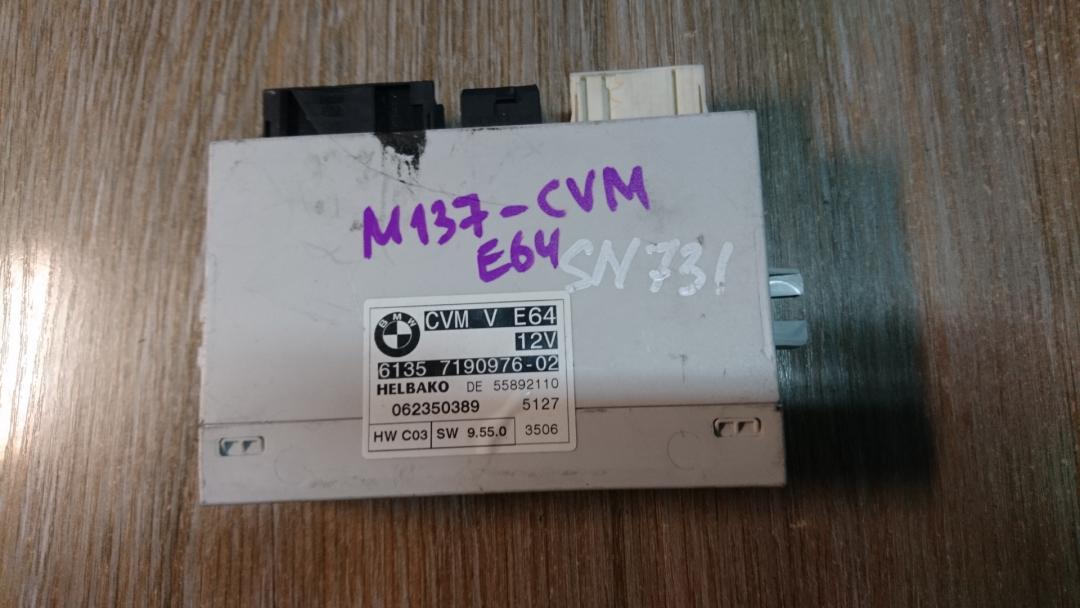 M137-CVM
E64
SN731
BMW
CVM V E64
12V
6135 7190976-02
HELBAKO DE 55892110
062350389 5127
HW C03 SW 9.55.0 3506